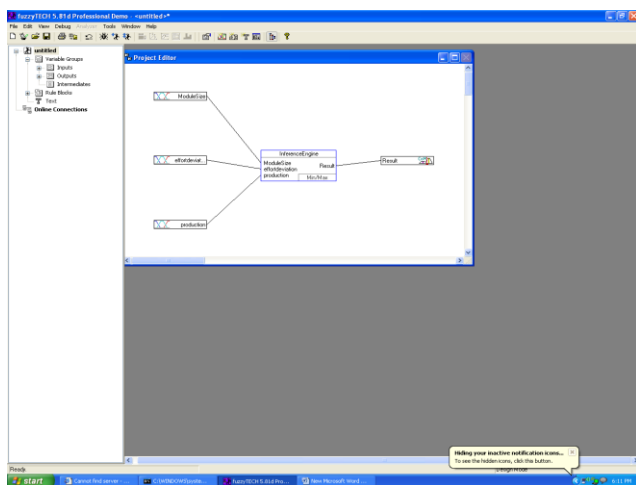 fuzzyTECH 5.81d Professional Demo - <untitled>*
File Edit View Debug Analyzer Tools Window Help
untitled
Variable Groups
Inputs
Outputs
Intermediates
Rule Blocks
Text
Online Connections
Project Editor
ModuleSize
effortdeviat..
production
InferenceEngine
ModuleSize
effortdeviation
production
Result
Min/Max
Result
Hiding your inactive notification icons...
To see the hidden icons, click this button.
Ready
Design Mode
start
Cannot find server - ...
C:\WINDOWS\syste...
fuzzyTECH 5.81d Pro...
New Microsoft Word ...
6:11 PM